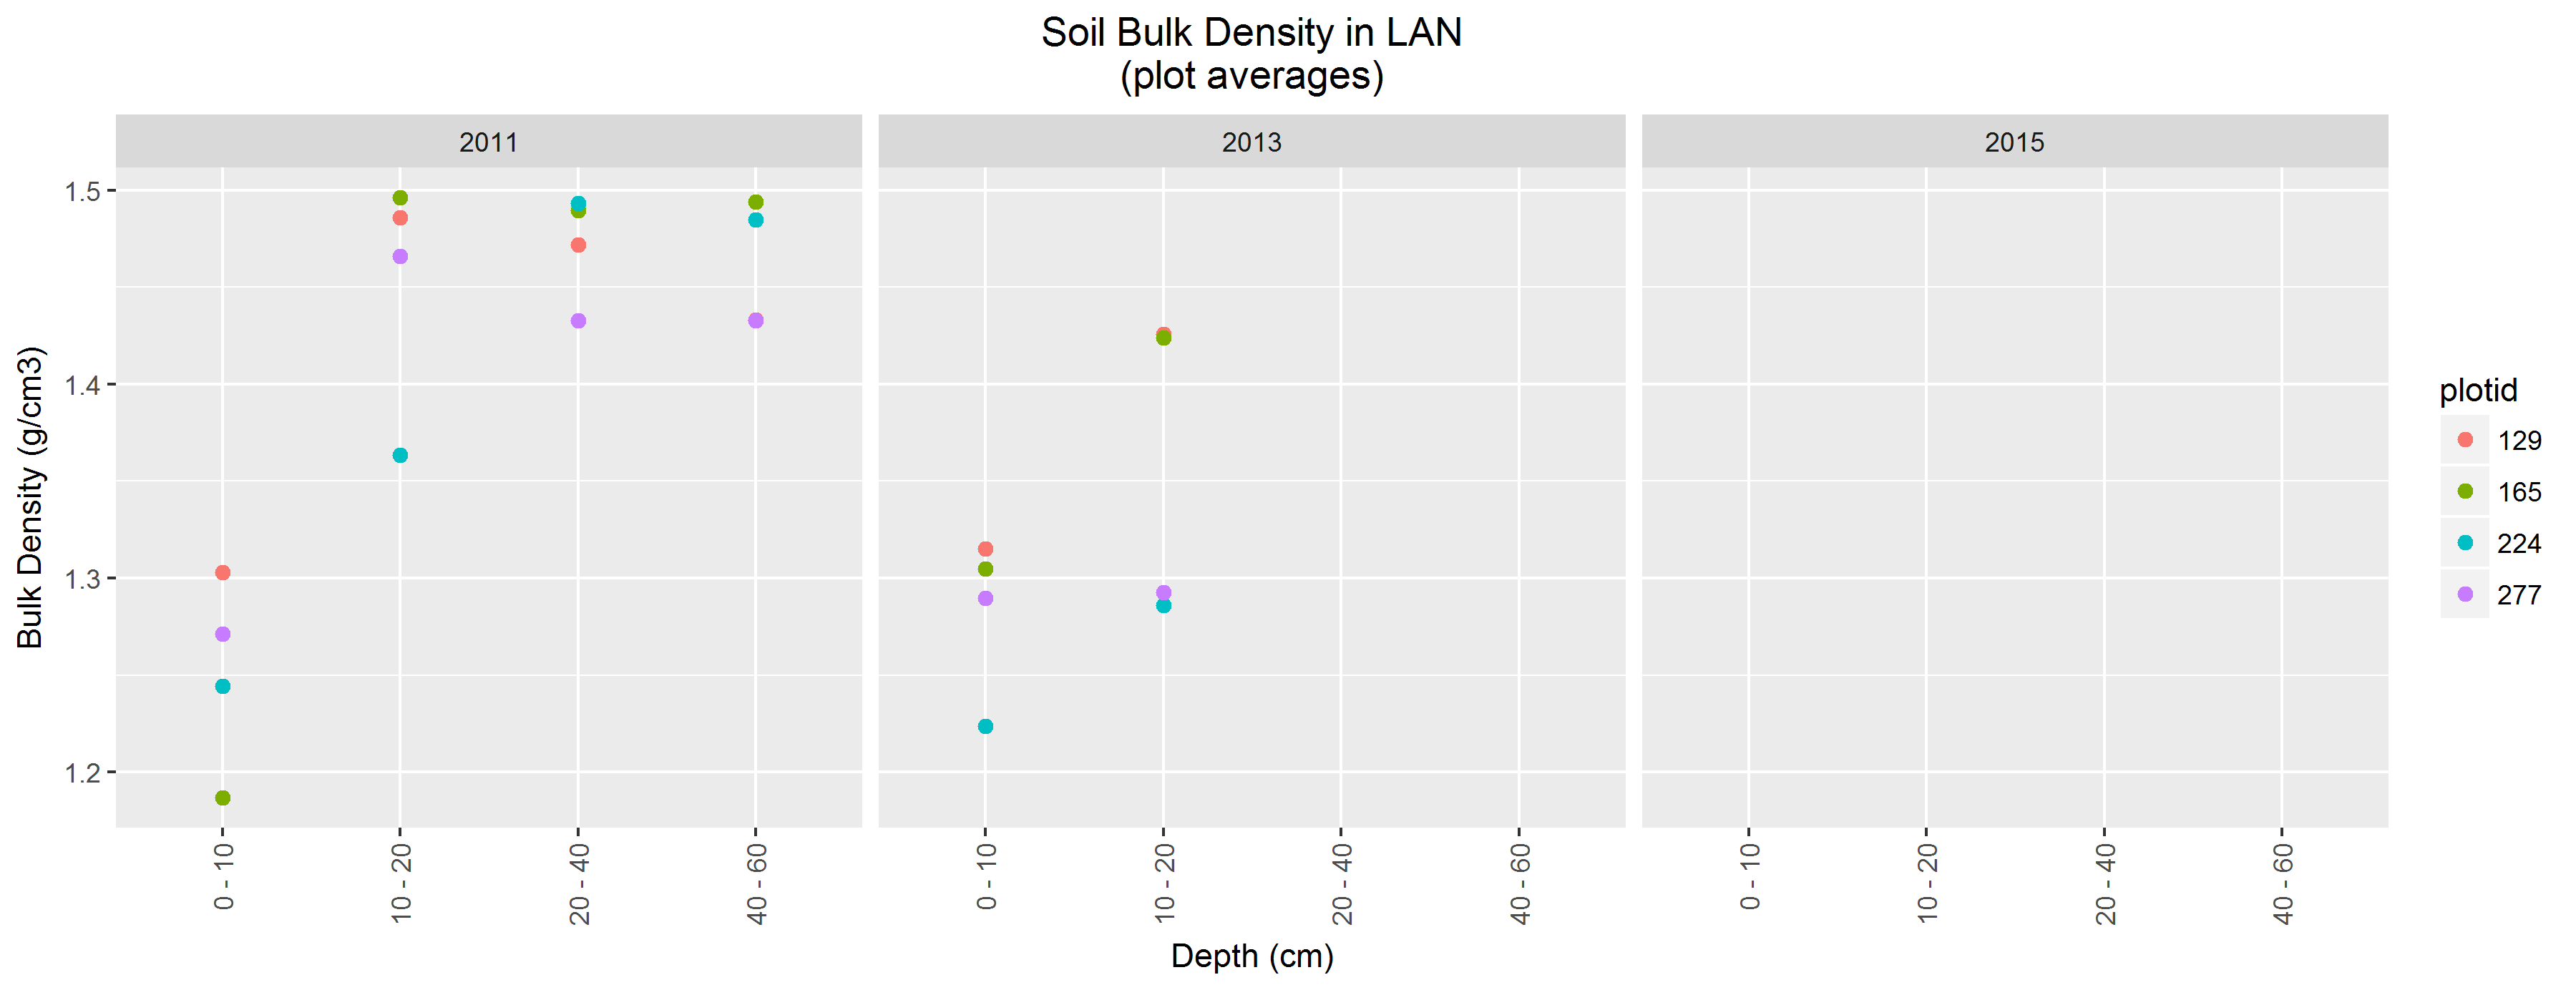 Soil Bulk Density in LAN
(plot averages)
2011
2013
2015
Bulk Density (g/cm3)
1.5
1.4
1.3
1.2
0 - 10
10 - 20
20 - 40
40 - 60
0 - 10
10 - 20
20 - 40
40 - 60
0 - 10
10 - 20
20 - 40
40 - 60
Depth (cm)
plotid
129
165
224
277